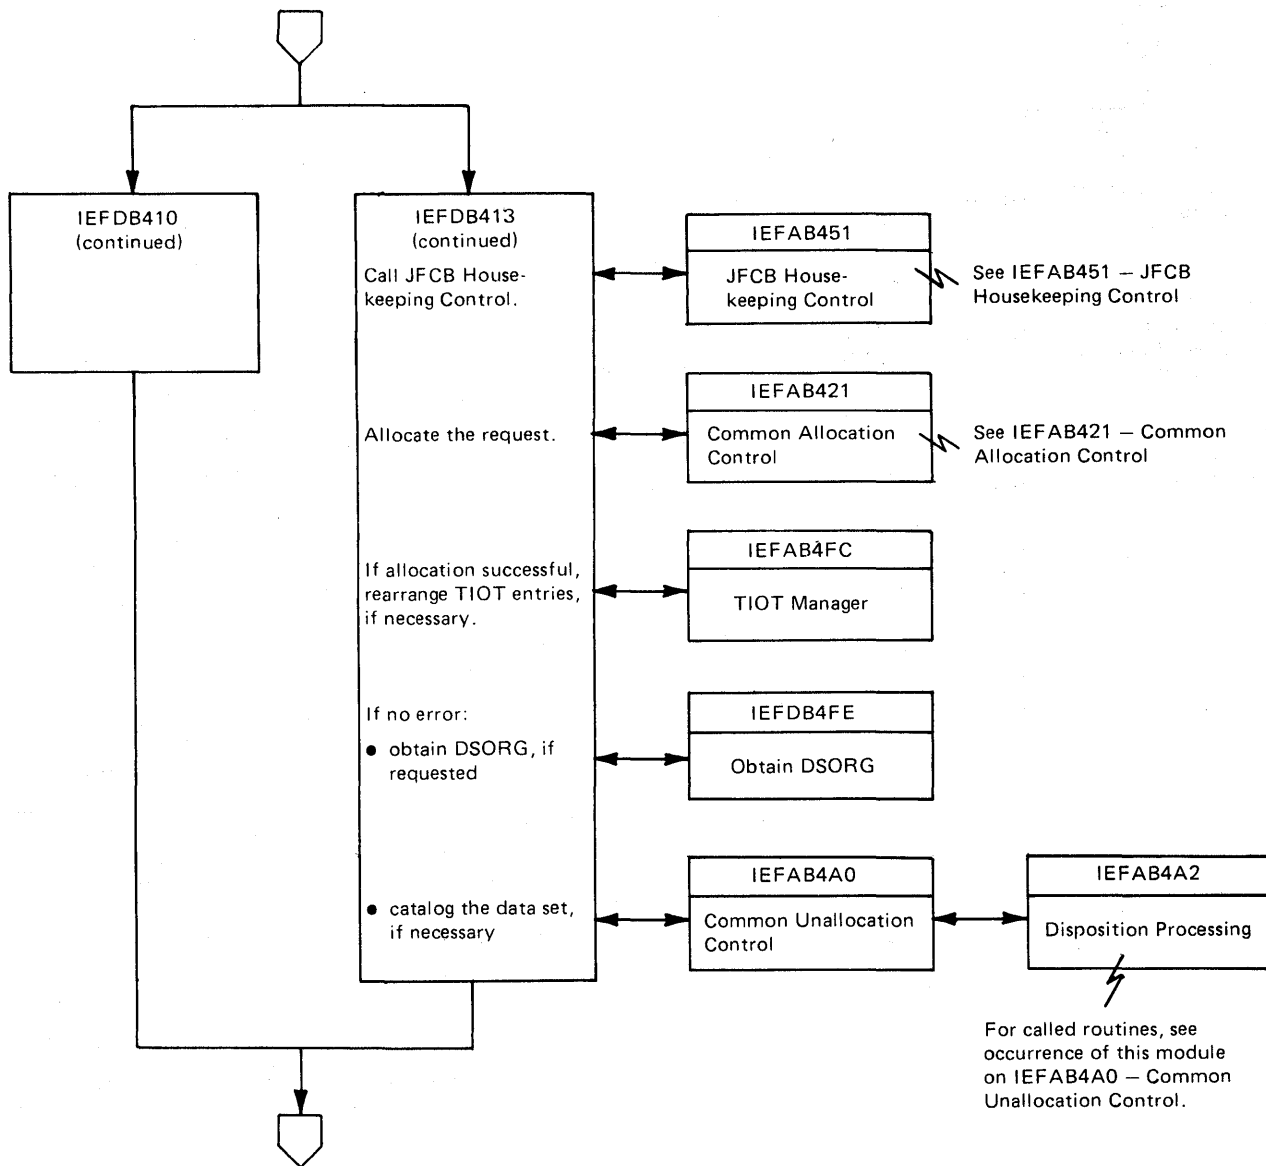 IEFDB410
(continued)
IEFDB413
(continued)
Call JFCB House-
keeping Control.
IEFAB451
JFCB House-
keeping Control
See IEFAB451 – JFCB
Housekeeping Control
Allocate the request.
IEFAB421
Common Allocation
Control
See IEFAB421 – Common
Allocation Control
If allocation successful,
rearrange TIOT entries,
if necessary.
IEFAB4FC
TIOT Manager
If no error:
● obtain DSORG, if
requested
IEFDB4FE
Obtain DSORG
● catalog the data set,
if necessary
IEFAB4A0
Common Unallocation
Control
IEFAB4A2
Disposition Processing
For called routines, see
occurrence of this module
on IEFAB4A0 – Common
Unallocation Control.